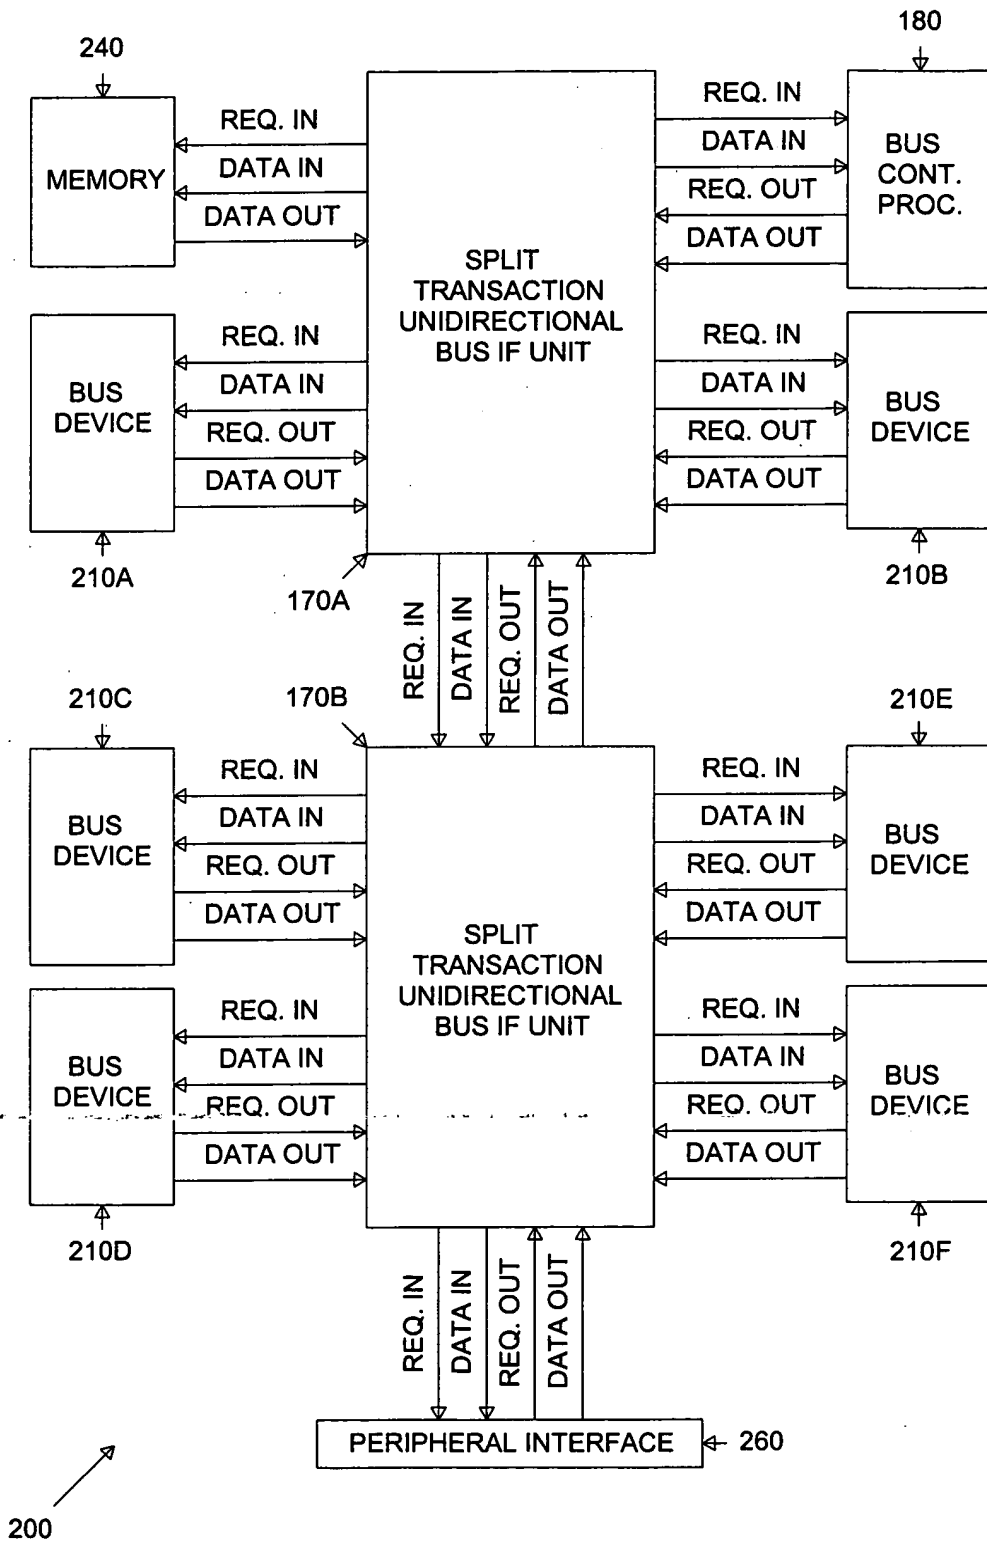 240
180
MEMORY
REQ. IN
DATA IN
DATA OUT
SPLIT
TRANSACTION
UNIDIRECTIONAL
BUS IF UNIT
REQ. IN
DATA IN
REQ. OUT
DATA OUT
BUS
CONT.
PROC.
BUS
DEVICE
REQ. IN
DATA IN
REQ. OUT
DATA OUT
REQ. IN
DATA IN
REQ. OUT
DATA OUT
BUS
DEVICE
210A
170A
210B
REQ. IN
DATA IN
REQ. OUT
DATA OUT
210C
170B
210E
BUS
DEVICE
REQ. IN
DATA IN
REQ. OUT
DATA OUT
SPLIT
TRANSACTION
UNIDIRECTIONAL
BUS IF UNIT
REQ. IN
DATA IN
REQ. OUT
DATA OUT
BUS
DEVICE
BUS
DEVICE
REQ. IN
DATA IN
REQ. OUT
DATA OUT
REQ. IN
DATA IN
REQ. OUT
DATA OUT
BUS
DEVICE
210D
210F
REQ. IN
DATA IN
REQ. OUT
DATA OUT
PERIPHERAL INTERFACE
260
200